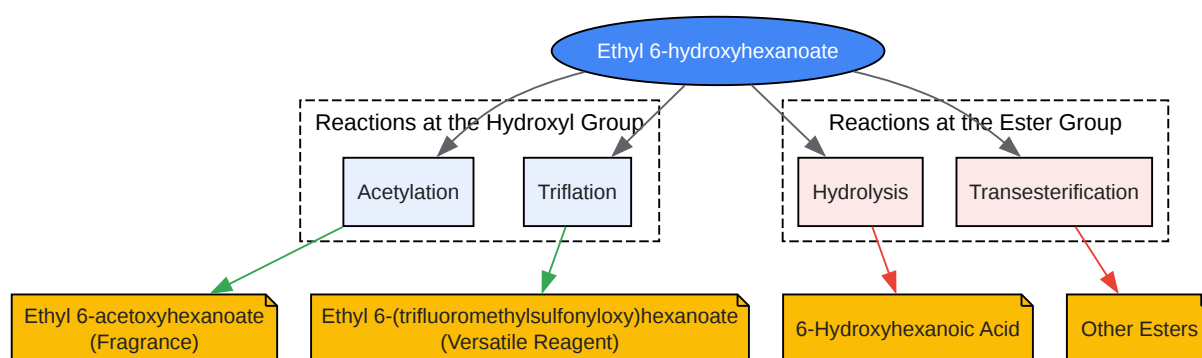 Ethyl 6-hydroxyhexanoate
Reactions at the Hydroxyl Group
Reactions at the Ester Group
Acetylation
Triflation
Hydrolysis
Transesterification
Ethyl 6-acetoxyhexanoate
(Fragrance)
Ethyl 6-(trifluoromethylsulfonyloxy)hexanoate
(Versatile Reagent)
6-Hydroxyhexanoic Acid
Other Esters